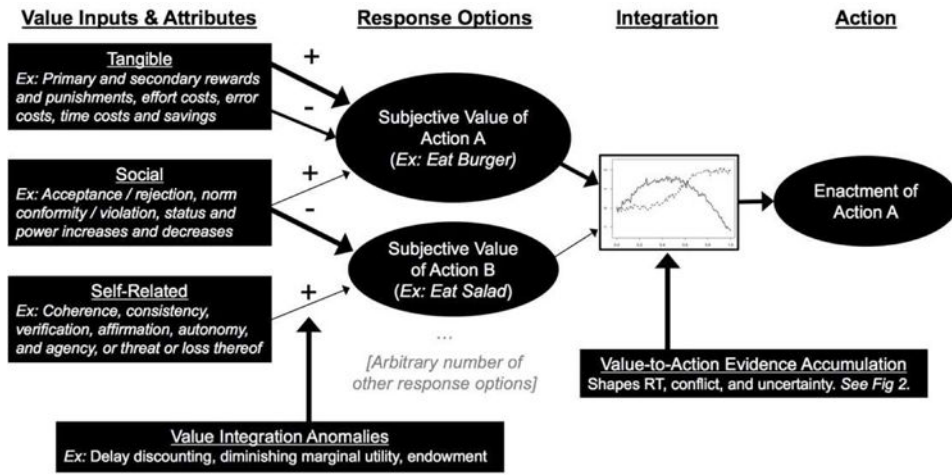 Value Inputs & Attributes
Response Options
Integration
Action
Tangible
Ex: Primary and secondary rewards
and punishments, effort costs, error
costs, time costs and savings
+
-
Social
Ex: Acceptance / rejection, norm
conformity / violation, status and
power increases and decreases
+
-
Self-Related
Ex: Coherence, consistency,
verification, affirmation, autonomy,
and agency, or threat or loss thereof
+
Subjective Value of
Action A
(Ex: Eat Burger)
Subjective Value
of Action B
(Ex: Eat Salad)
...
[Arbitrary number of
other response options]
Enactment of
Action A
Value-to-Action Evidence Accumulation
Shapes RT, conflict, and uncertainty. See Fig 2.
Value Integration Anomalies
Ex: Delay discounting, diminishing marginal utility, endowment